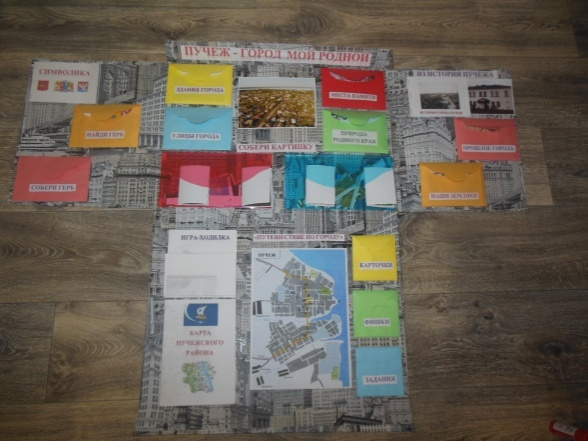 ПУЧЕЖ - ГОРОД МОЙ РОДНОЙ
СИМВОЛИКА
НАЙДИ ГЕРБ
СОБЕРИ ГЕРБ
ЗДАНИЯ ГОРОДА
УЛИЦЫ ГОРОДА
МЕСТА ПАМЯТИ
ПРИРОДА
РОДНОГО КРАЯ
СОБЕРИ КАРТИНКУ
ИЗ ИСТОРИИ ПУЧЕЖА
ПРОШЛОЕ ГОРОДА
НАШИ ЗЕМЛЯКИ
ИГРА-ХОДИЛКА
«ПУТЕШЕСТВИЕ ПО ГОРОДУ»
ПУЧЕЖ
КАРТА
ПУЧЕЖСКОГО
РАЙОНА
КАРТОЧКИ
ФИШКИ
ЗАДАНИЯ